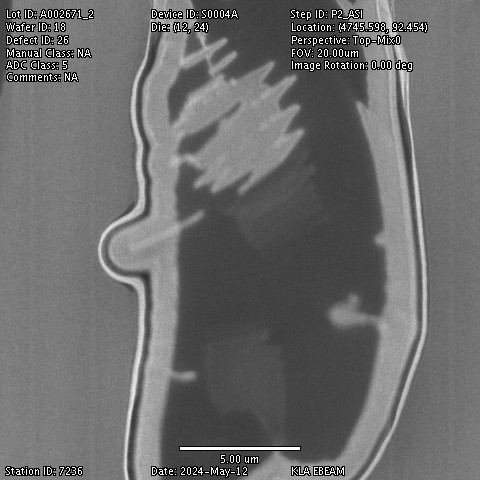 Lot ID: A002671_2
Wafer ID: 18
Defect ID: 26
Manual Class: NA
ADC Class: 5
Comments: NA
Device ID: S0004A
Die: (12, 24)
Step ID: P2_ASI
Location: (4745.598, 92.454)
Perspective: Top-Mix0
FOV: 20.00um
Image Rotation: 0.00 deg
5.00 um
Station ID: 7236
Date: 2024-May-12
KLA EBEAM